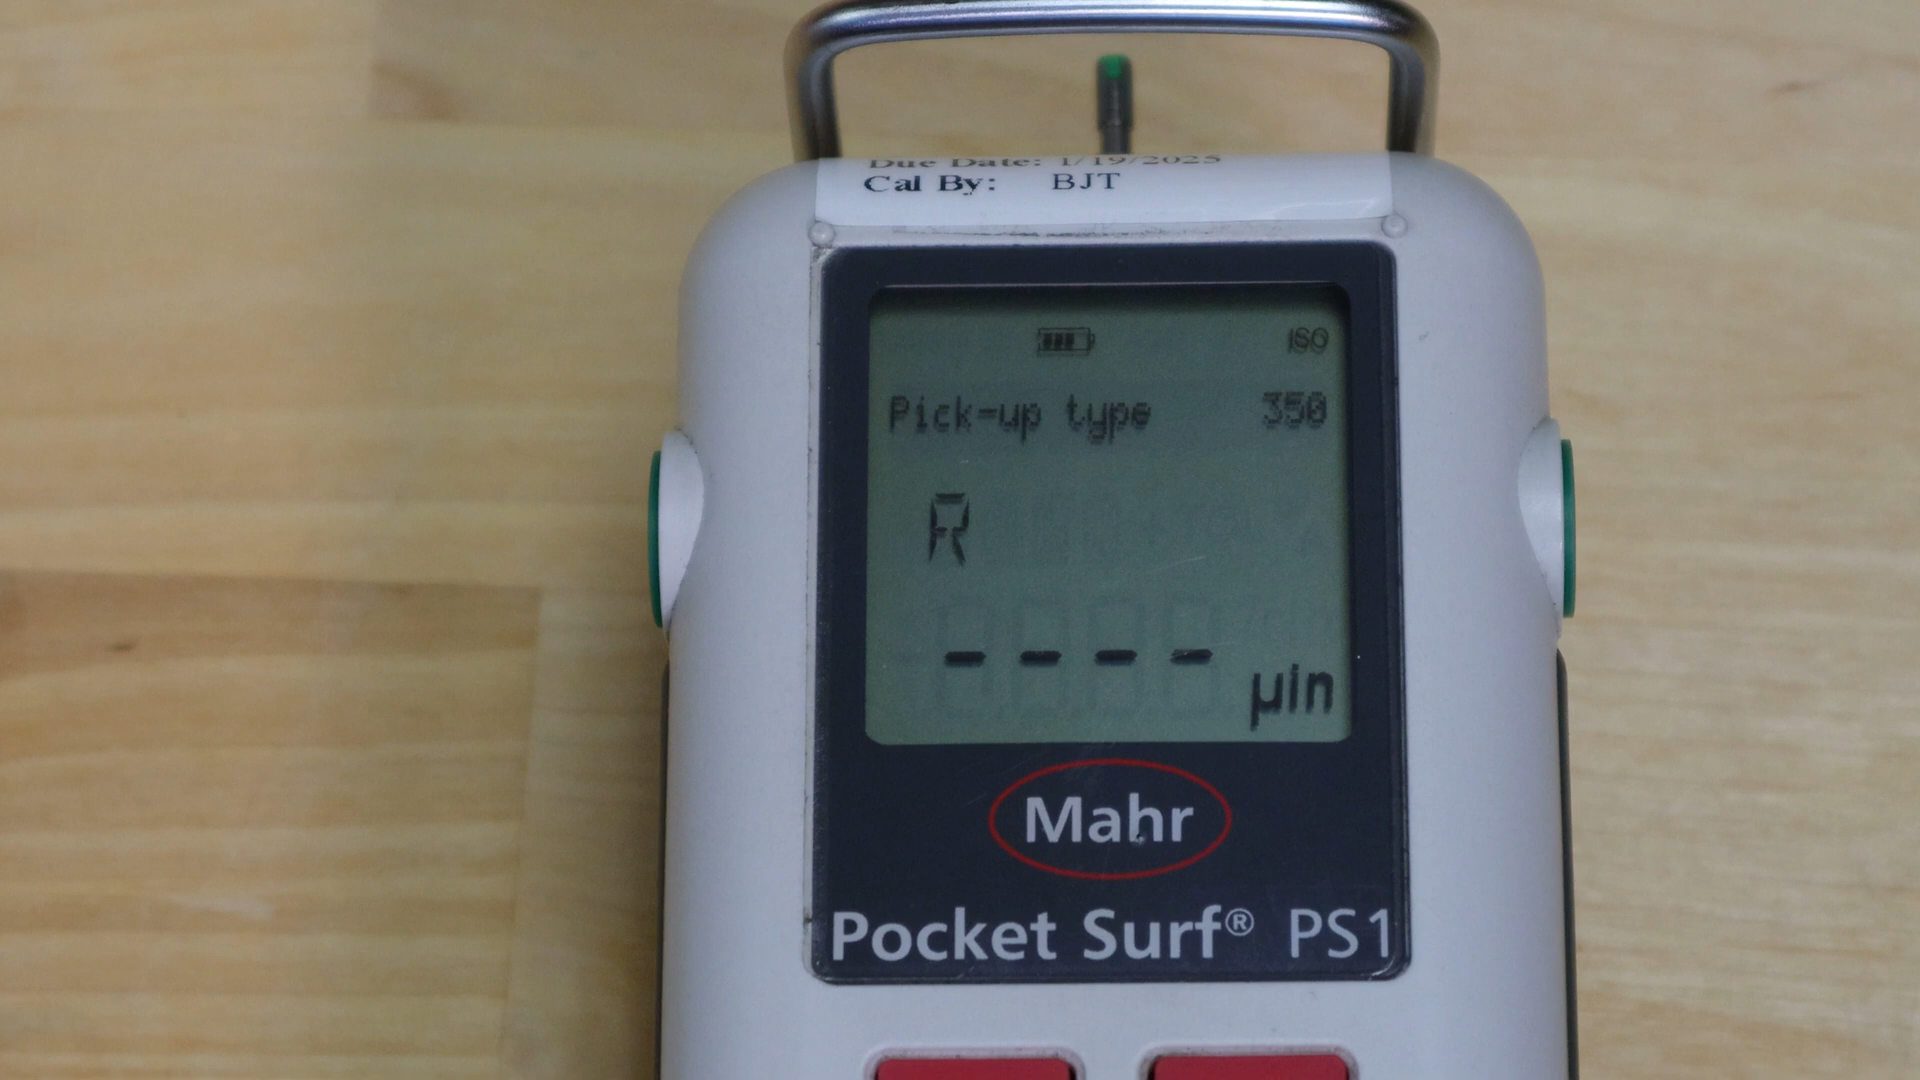 Due Date: 1/19/2025
Cal By: BJT
ISO
Pick-up type 350
R
- - - - µin
Mahr
Pocket Surf® PS1